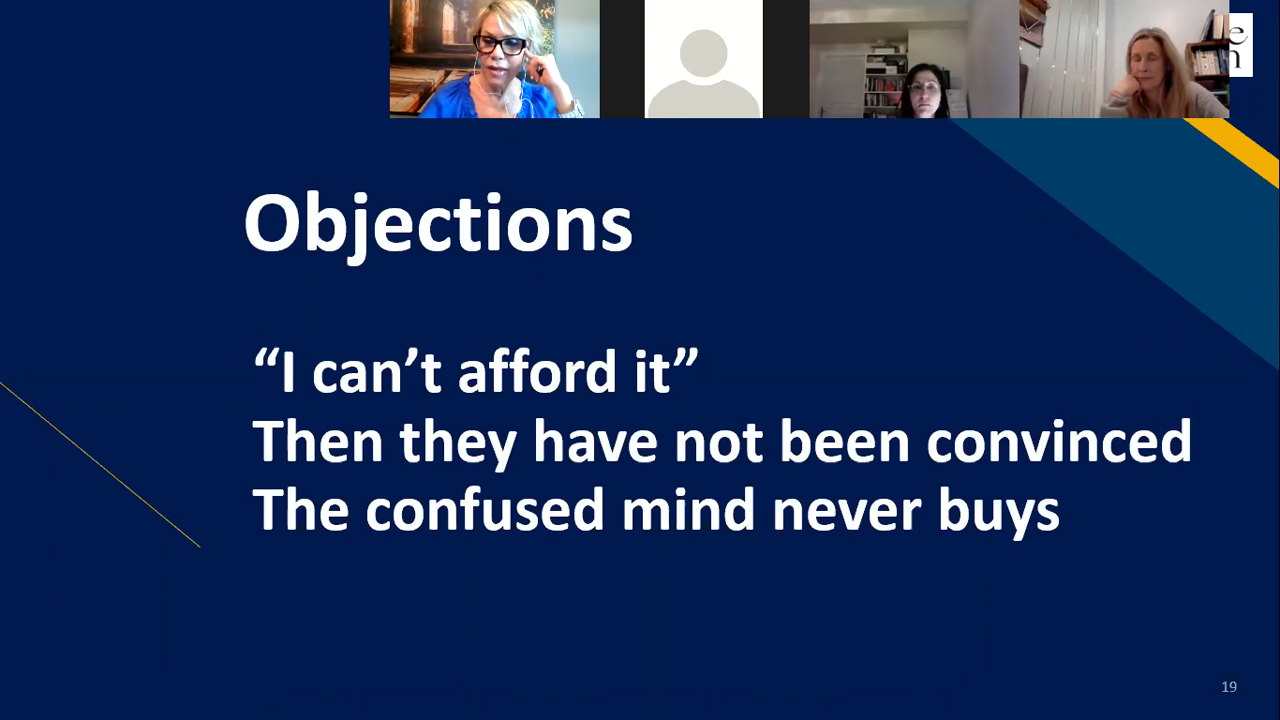 e
n
Objections
“I can’t afford it”
Then they have not been convinced
The confused mind never buys
19